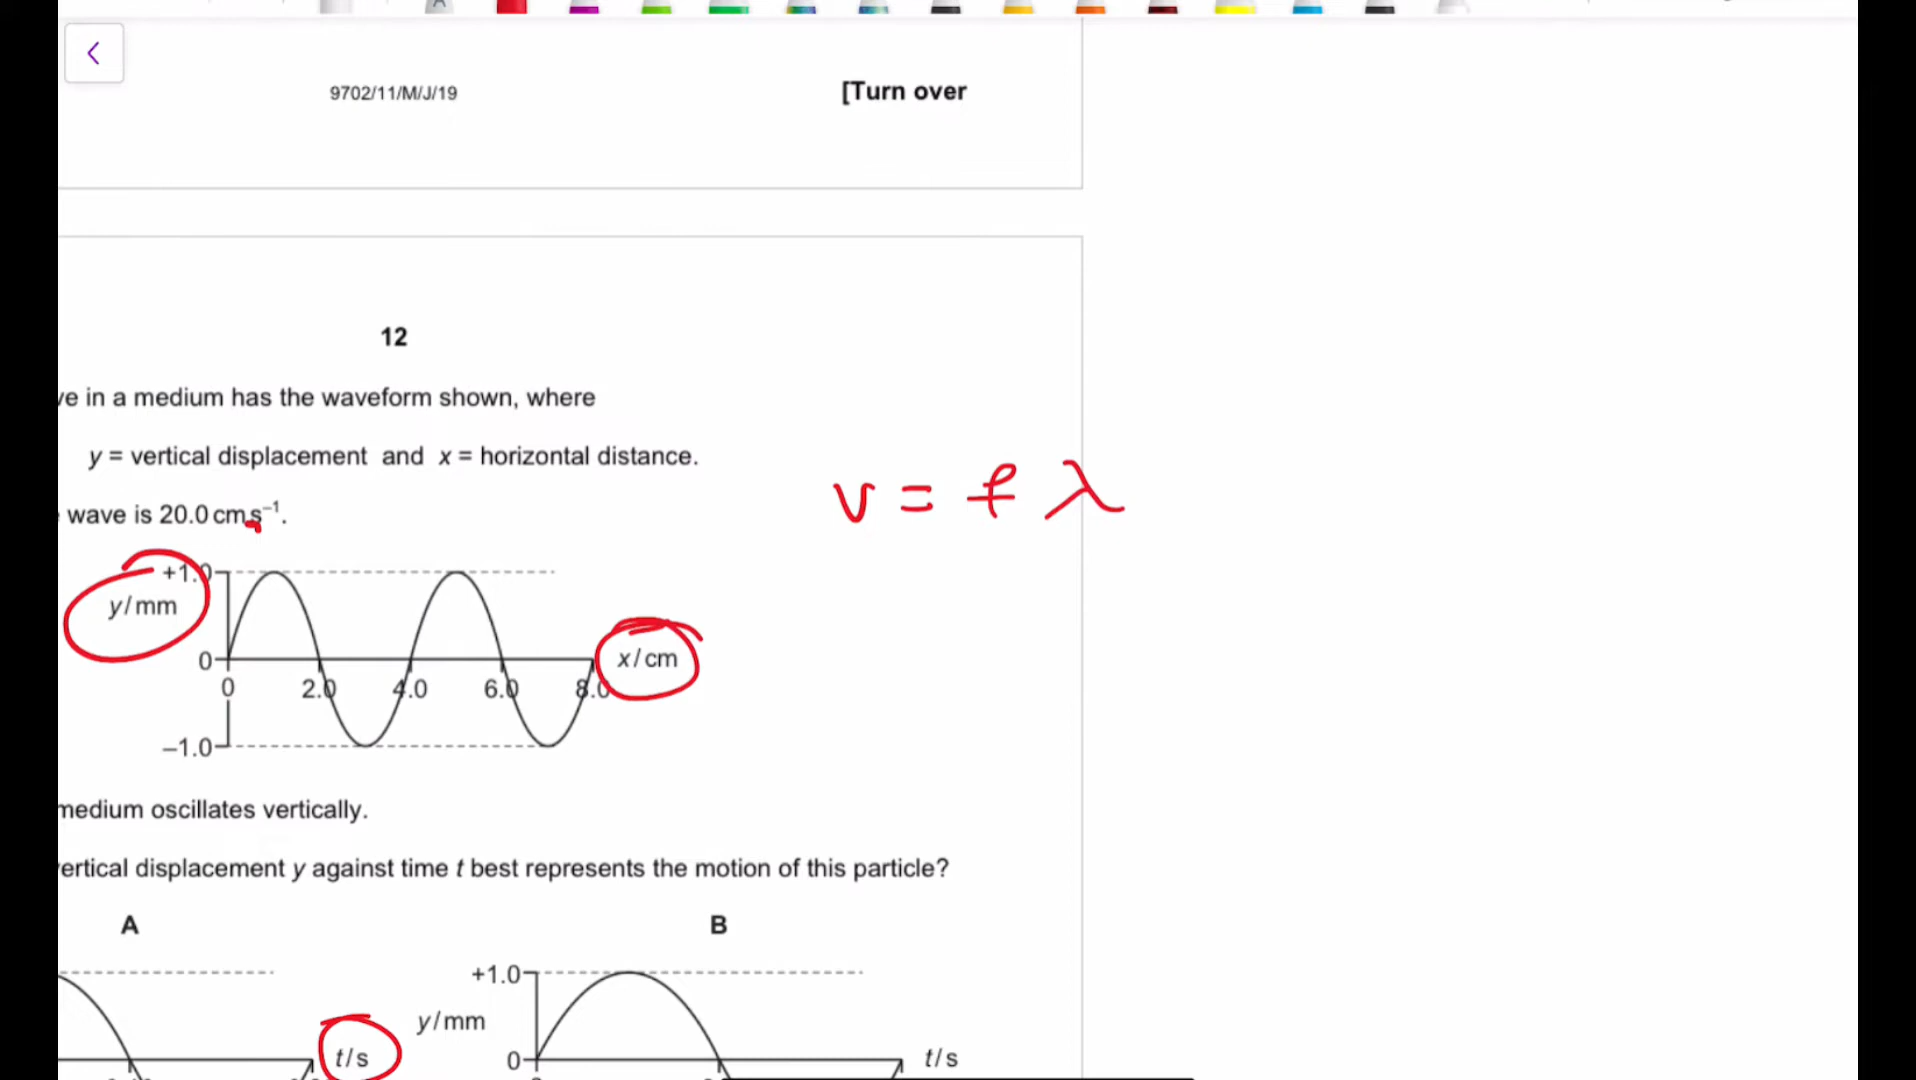 9702/11/M/J/19
[Turn over
12
in a medium has the waveform shown, where
y = vertical displacement and x = horizontal distance.
wave is 20.0 cm s⁻¹.
v = f λ
+1.0
y/mm
0
x/cm
0 2.0 4.0 6.0 8.0
–1.0
medium oscillates vertically.
displacement y against time t best represents the motion of this particle?
A
B
+1.0
y/mm
t/s
0
t/s